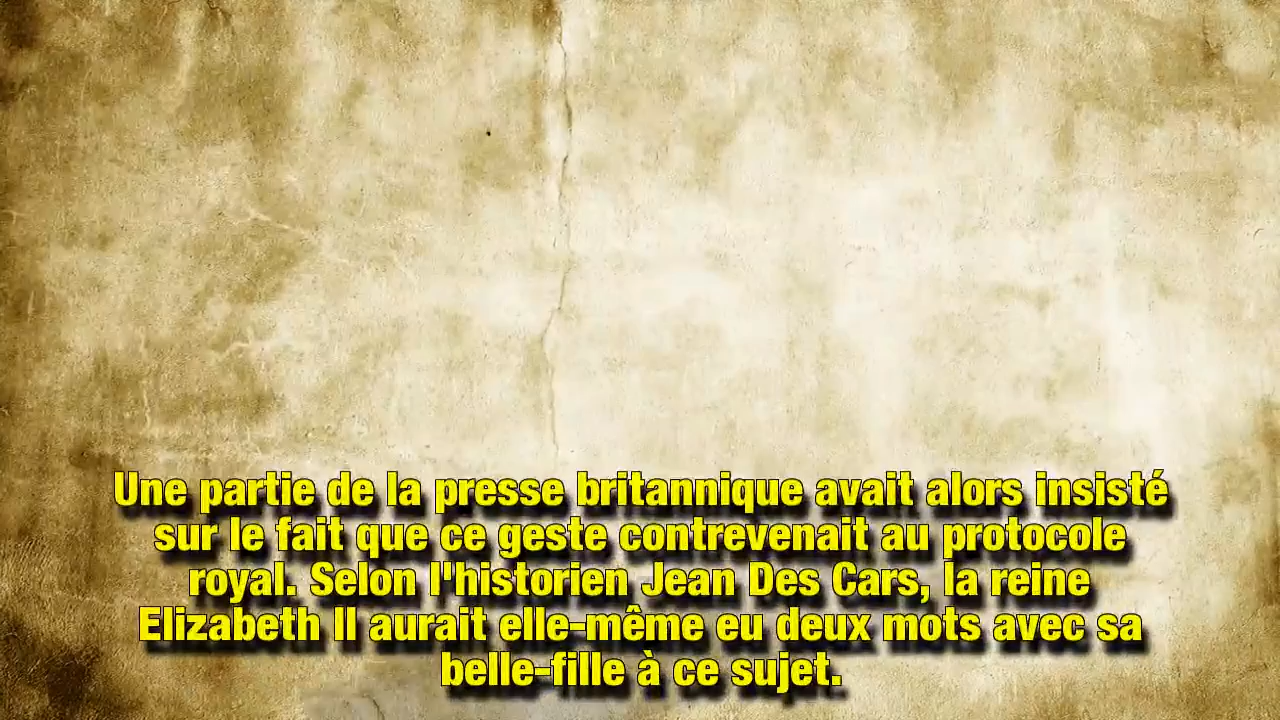 Une partie de la presse britannique avait alors insisté
sur le fait que ce geste contrevenait au protocole
royal. Selon l'historien Jean Des Cars, la reine
Elizabeth II aurait elle-même eu deux mots avec sa
belle-fille à ce sujet.